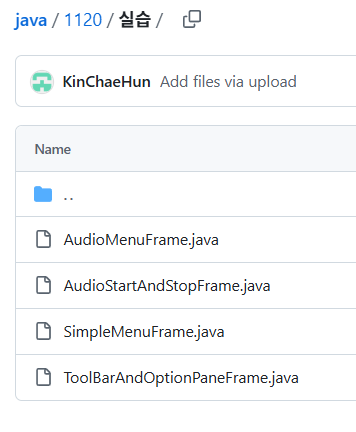 java / 1120 / 실습 /
KinChaeHun Add files via upload
Name
..
AudioMenuFrame.java
AudioStartAndStopFrame.java
SimpleMenuFrame.java
ToolBarAndOptionPaneFrame.java